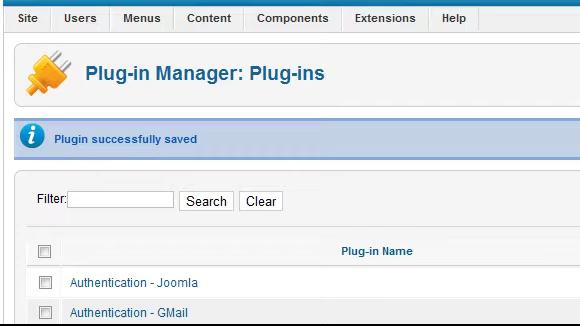 Site Users Menus Content Components Extensions Help
Plug-in Manager: Plug-ins
Plugin successfully saved
Filter: Search Clear
Plug-in Name
Authentication - Joomla
Authentication - GMail